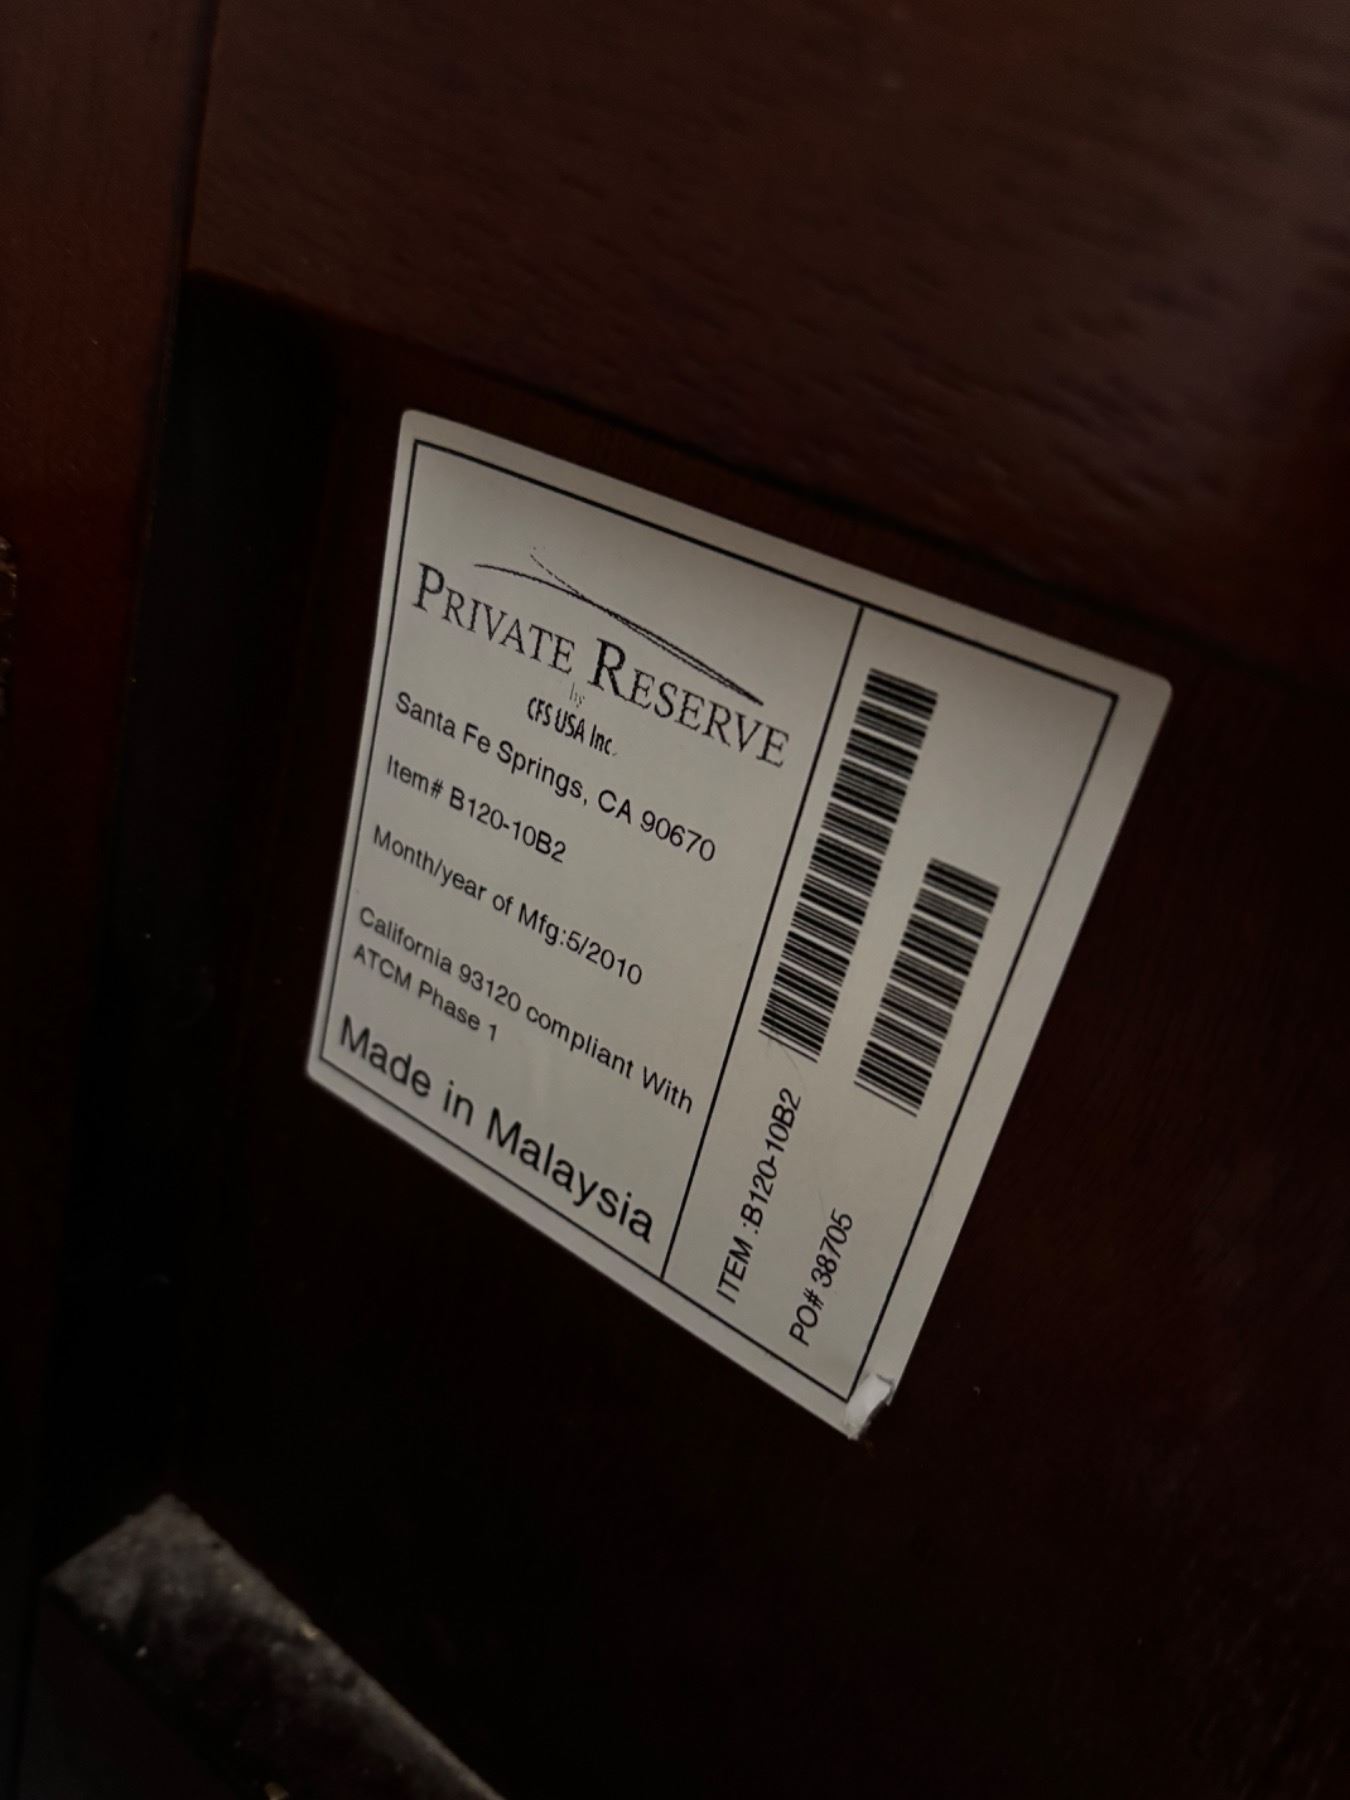 PRIVATE RESERVE
by
CFS USA Inc.
Santa Fe Springs, CA 90670
Item# B120-10B2
Month/year of Mfg:5/2010
California 93120 compliant With
ATCM Phase 1
Made in Malaysia
ITEM :B120-10B2
PO# 38705